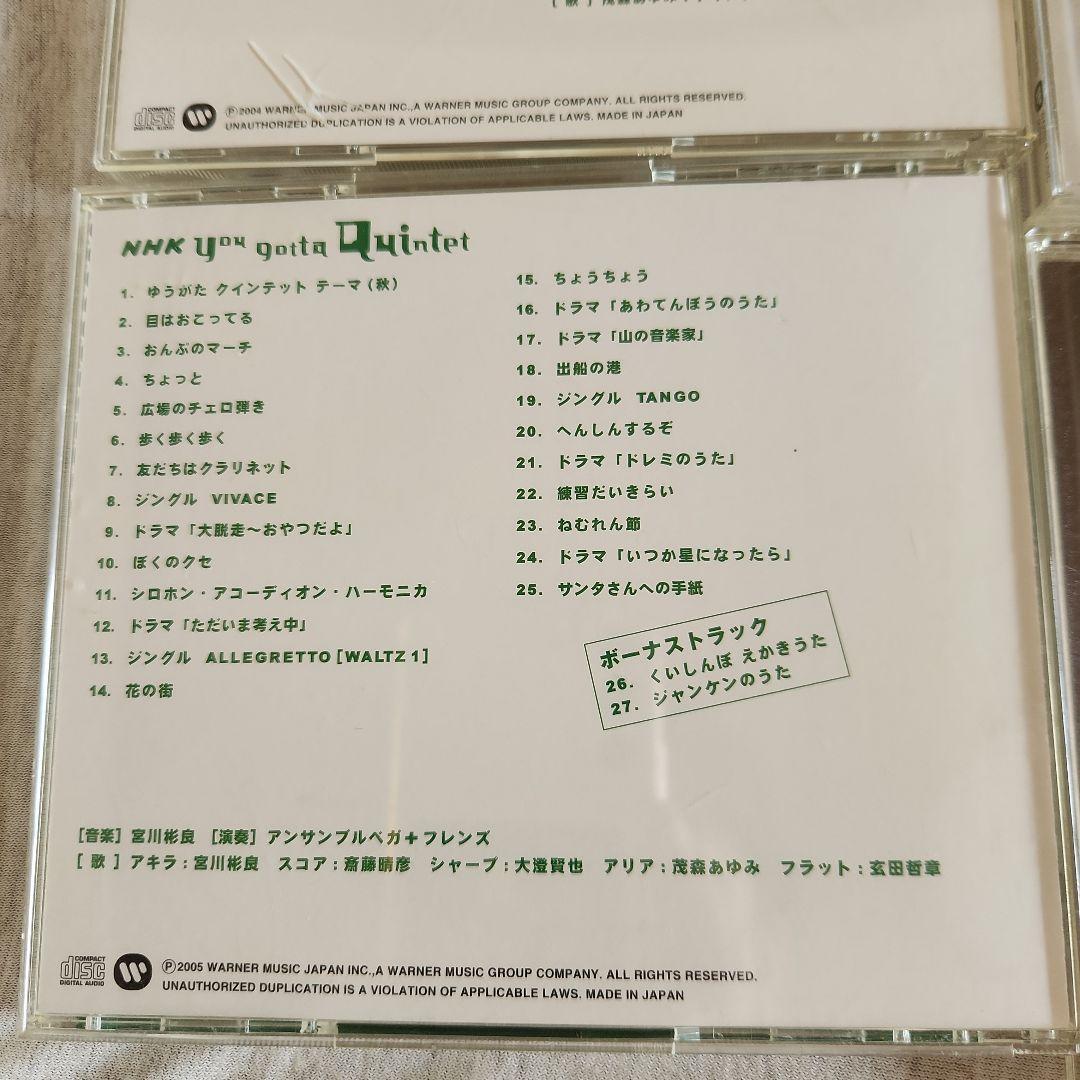 [ 歌 ] 茂森あゆみ
COMPACT
disc
DIGITAL AUDIO
Ⓟ2004 WARNER MUSIC JAPAN INC.,A WARNER MUSIC GROUP COMPANY. ALL RIGHTS RESERVED.
UNAUTHORIZED DUPLICATION IS A VIOLATION OF APPLICABLE LAWS. MADE IN JAPAN
NHK you gotta Quintet
1. ゆうがた クインテット テーマ(秋)
2. 目はおこってる
3. おんぶのマーチ
4. ちょっと
5. 広場のチェロ弾き
6. 歩く歩く歩く
7. 友だちはクラリネット
8. ジングル VIVACE
9. ドラマ「大脱走～おやつだよ」
10. ぼくのクセ
11. シロホン・アコーディオン・ハーモニカ
12. ドラマ「ただいま考え中」
13. ジングル ALLEGRETTO[WALTZ 1]
14. 花の街
15. ちょうちょう
16. ドラマ「あわてんぼうのうた」
17. ドラマ「山の音楽家」
18. 出船の港
19. ジングル TANGO
20. へんしんするぞ
21. ドラマ「ドレミのうた」
22. 練習だいきらい
23. ねむれん節
24. ドラマ「いつか星になったら」
25. サンタさんへの手紙
ボーナストラック
26. くいしんぼ えかきうた
27. ジャンケンのうた
[音楽] 宮川彬良 [演奏] アンサンブルベガ+フレンズ
[ 歌 ] アキラ:宮川彬良 スコア:斎藤晴彦 シャープ:大澄賢也 アリア:茂森あゆみ フラット:玄田哲章
COMPACT
disc
DIGITAL AUDIO
Ⓟ2005 WARNER MUSIC JAPAN INC.,A WARNER MUSIC GROUP COMPANY. ALL RIGHTS RESERVED.
UNAUTHORIZED DUPLICATION IS A VIOLATION OF APPLICABLE LAWS. MADE IN JAPAN